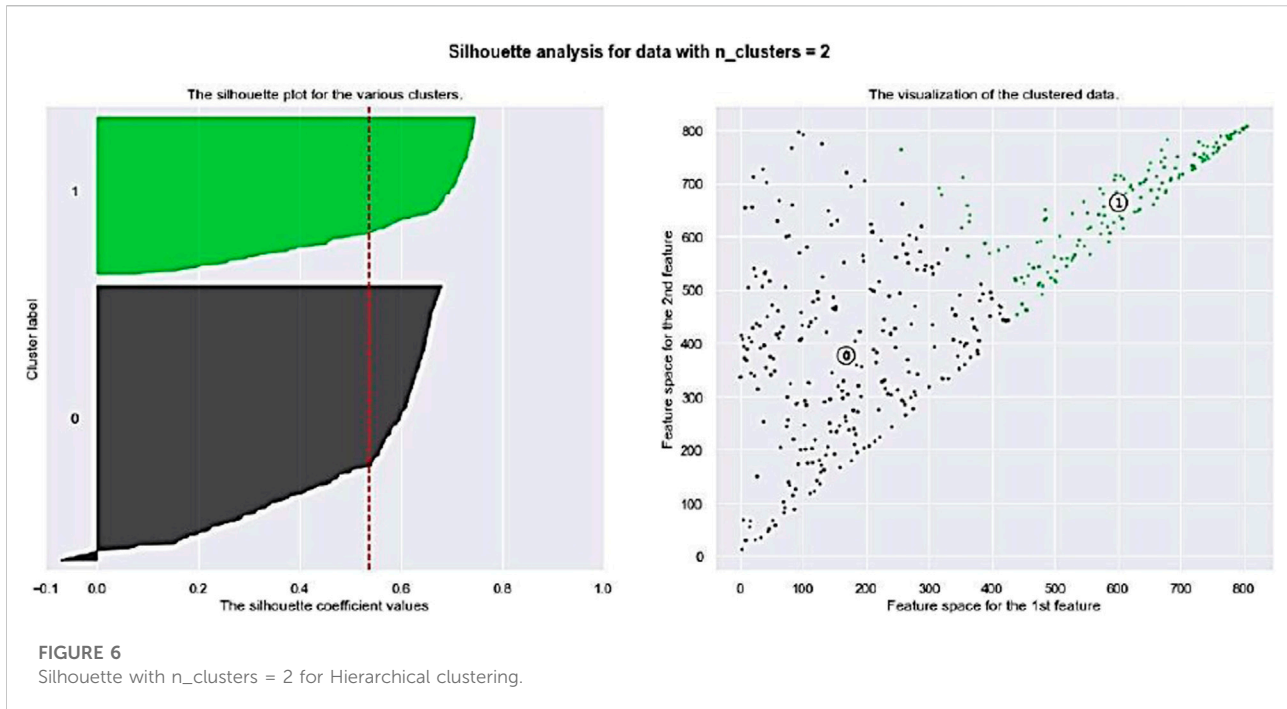 Silhouette analysis for data with n_clusters = 2
The silhouette plot for the various clusters.
Cluster label
1
0
−0.1 0.0 0.2 0.4 0.6 0.8 1.0
The silhouette coefficient values
The visualization of the clustered data.
Feature space for the 2nd feature
800
700
600
500
400
300
200
100
0
1
0
0 100 200 300 400 500 600 700 800
Feature space for the 1st feature
FIGURE 6
Silhouette with n_clusters = 2 for Hierarchical clustering.